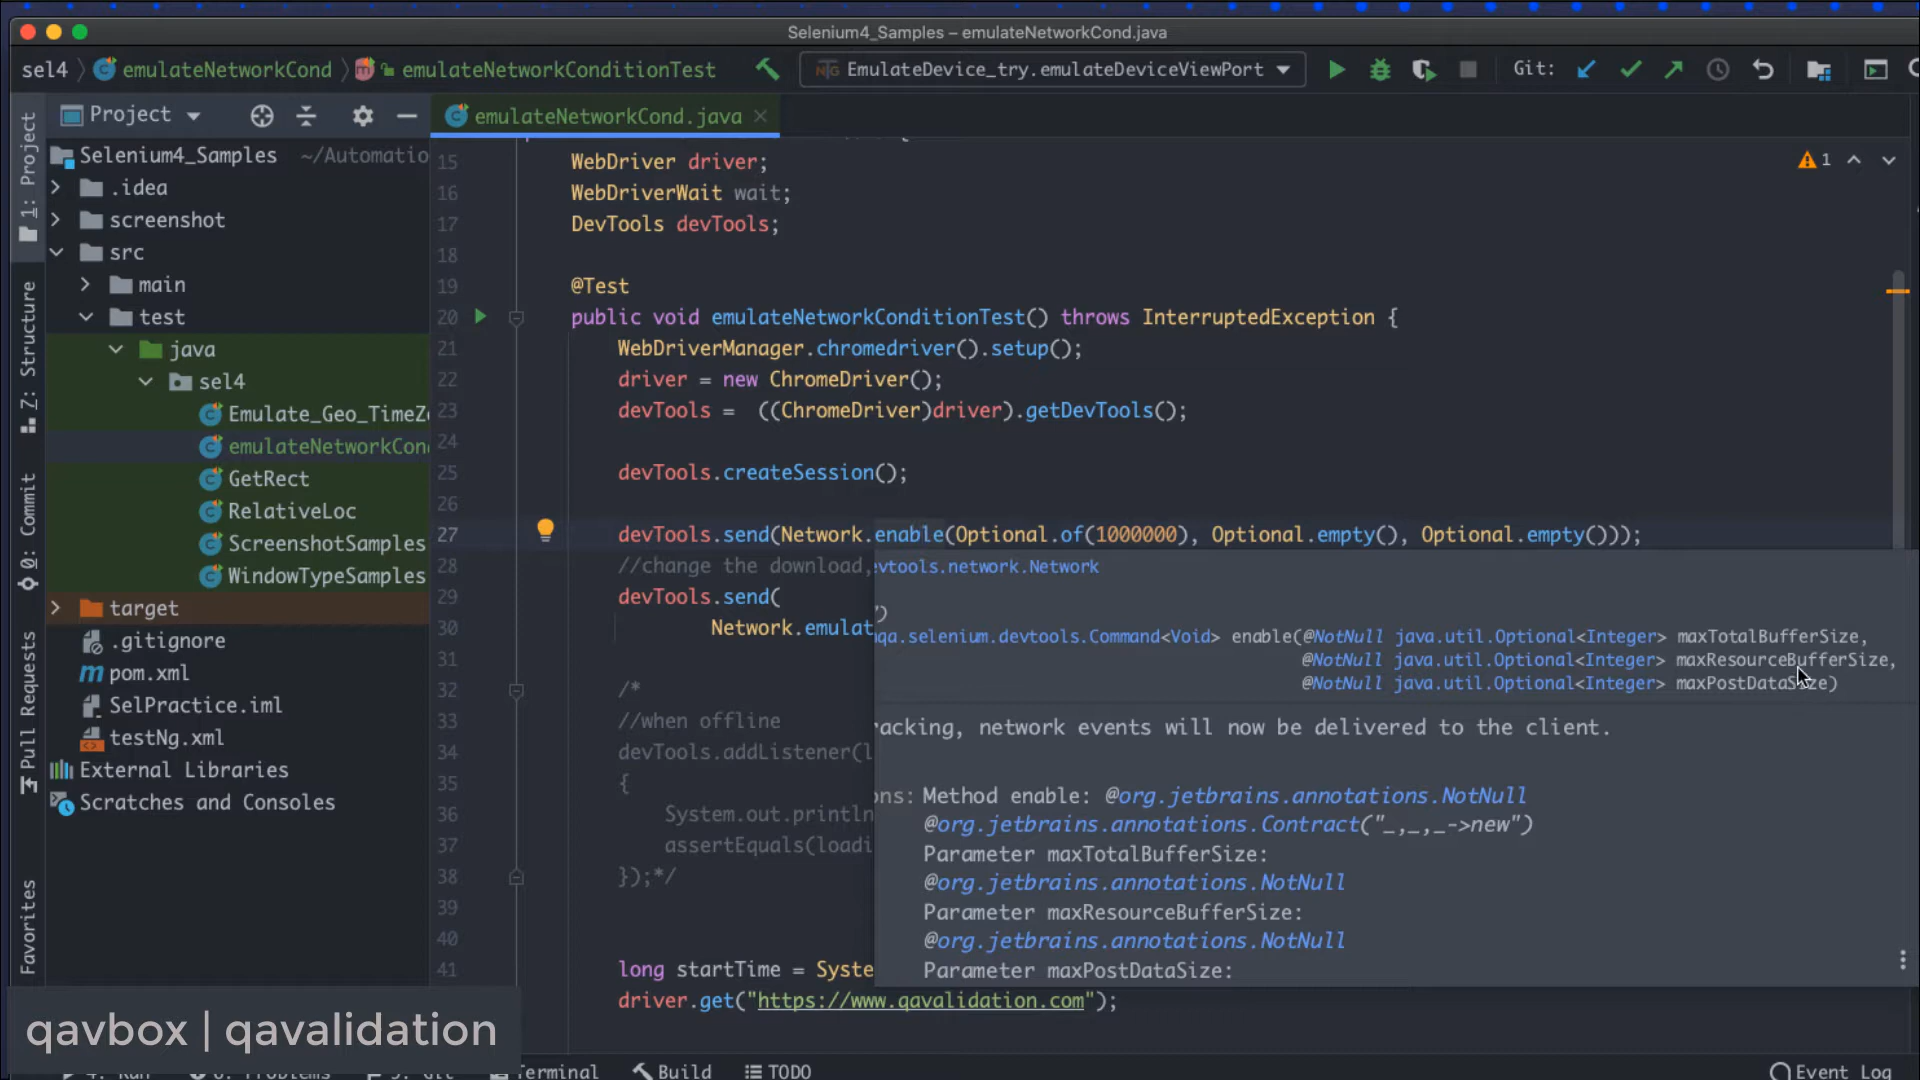 Selenium4_Samples – emulateNetworkCond.java
sel4 emulateNetworkCond emulateNetworkConditionTest EmulateDevice_try.emulateDeviceViewPort Git:
Project
emulateNetworkCond.java
1: Project
Z: Structure
0: Commit
Pull Requests
Favorites
Selenium4_Samples ~/Automatio
.idea
screenshot
src
main
test
java
sel4
Emulate_Geo_TimeZ
emulateNetworkCon
GetRect
RelativeLoc
ScreenshotSamples
WindowTypeSamples
target
.gitignore
pom.xml
SelPractice.iml
testNg.xml
External Libraries
Scratches and Consoles
1
15 WebDriver driver;
16 WebDriverWait wait;
17 DevTools devTools;
18
19 @Test
20 public void emulateNetworkConditionTest() throws InterruptedException {
21 WebDriverManager.chromedriver().setup();
22 driver = new ChromeDriver();
23 devTools = ((ChromeDriver)driver).getDevTools();
24
25 devTools.createSession();
26
27 devTools.send(Network.enable(Optional.of(1000000), Optional.empty(), Optional.empty()));
28 //change the download,
29 devTools.send(
30 Network.emulat
31
32 /*
33 //when offline
34 devTools.addListener(l
35 {
36 System.out.println
37 assertEquals(loadi
38 });*/
39
40
41 long startTime = Syste
driver.get("https://www.qavalidation.com");
evtools.network.Network
")
qa.selenium.devtools.Command<Void> enable(@NotNull java.util.Optional<Integer> maxTotalBufferSize,
@NotNull java.util.Optional<Integer> maxResourceBufferSize,
@NotNull java.util.Optional<Integer> maxPostDataSize)
racking, network events will now be delivered to the client.
ons: Method enable: @org.jetbrains.annotations.NotNull
@org.jetbrains.annotations.Contract("_,_,_->new")
Parameter maxTotalBufferSize:
@org.jetbrains.annotations.NotNull
Parameter maxResourceBufferSize:
@org.jetbrains.annotations.NotNull
Parameter maxPostDataSize:
qavbox | qavalidation
Terminal Build TODO Event Log